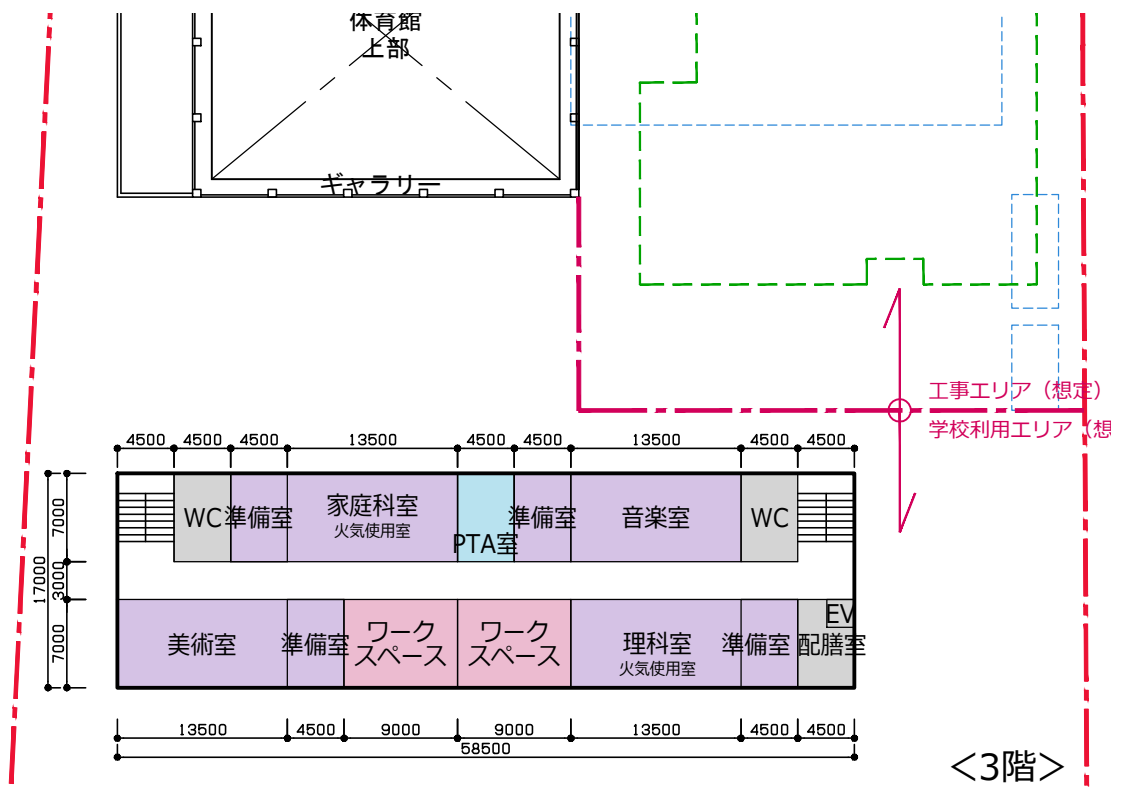 体育館
上部
ギャラリー
工事エリア（想定）
学校利用エリア（想
4500 4500 4500 13500 4500 4500 13500 4500 4500
7000
3000
7000
17000
WC
準備室
家庭科室
火気使用室
PTA室
準備室
音楽室
WC
美術室
準備室
ワーク
スペース
ワーク
スペース
理科室
火気使用室
準備室
EV
配膳室
13500 4500 9000 9000 13500 4500 4500
58500
＜3階＞